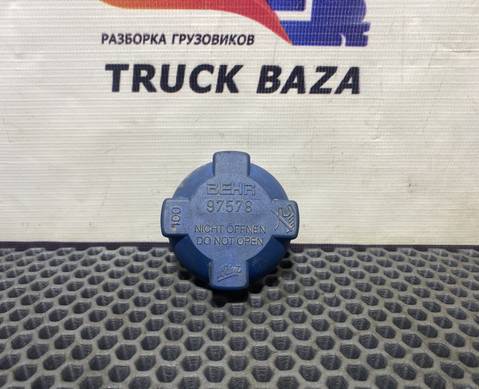 РАЗБОРКА ГРУЗОВИКОВ
TRUCK BAZA
BEHR
97578
100
NICHT ÖFFNEN
DO NOT OPEN